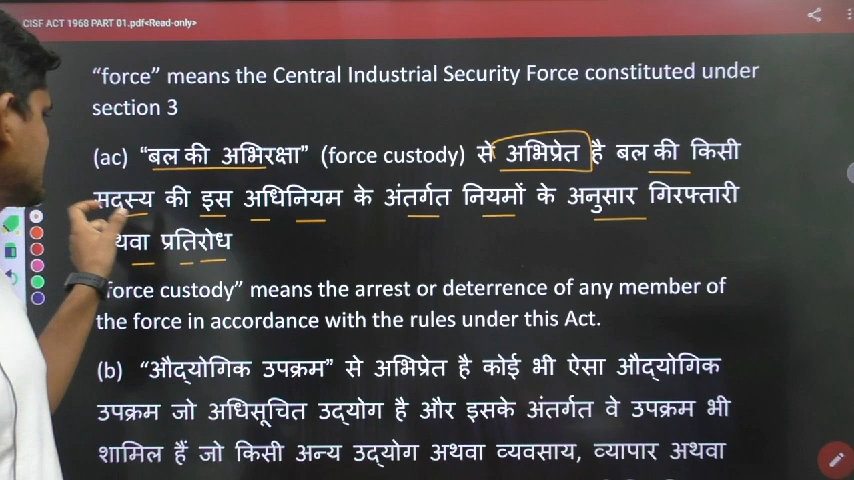 CISF ACT 1968 PART 01.pdf<Read-only>
“force” means the Central Industrial Security Force constituted under
section 3
(ac) “बल की अभिरक्षा” (force custody) से अभिप्रेत है बल की किसी
सदस्य की इस अधिनियम के अंतर्गत नियमों के अनुसार गिरफ्तारी
प्रतिरोध
force custody” means the arrest or deterrence of any member of
the force in accordance with the rules under this Act.
(b) “औद्योगिक उपक्रम” से अभिप्रेत है कोई भी ऐसा औद्योगिक
उपक्रम जो अधिसूचित उद्योग है और इसके अंतर्गत वे उपक्रम भी
शामिल हैं जो किसी अन्य उद्योग अथवा व्यवसाय, व्यापार अथवा